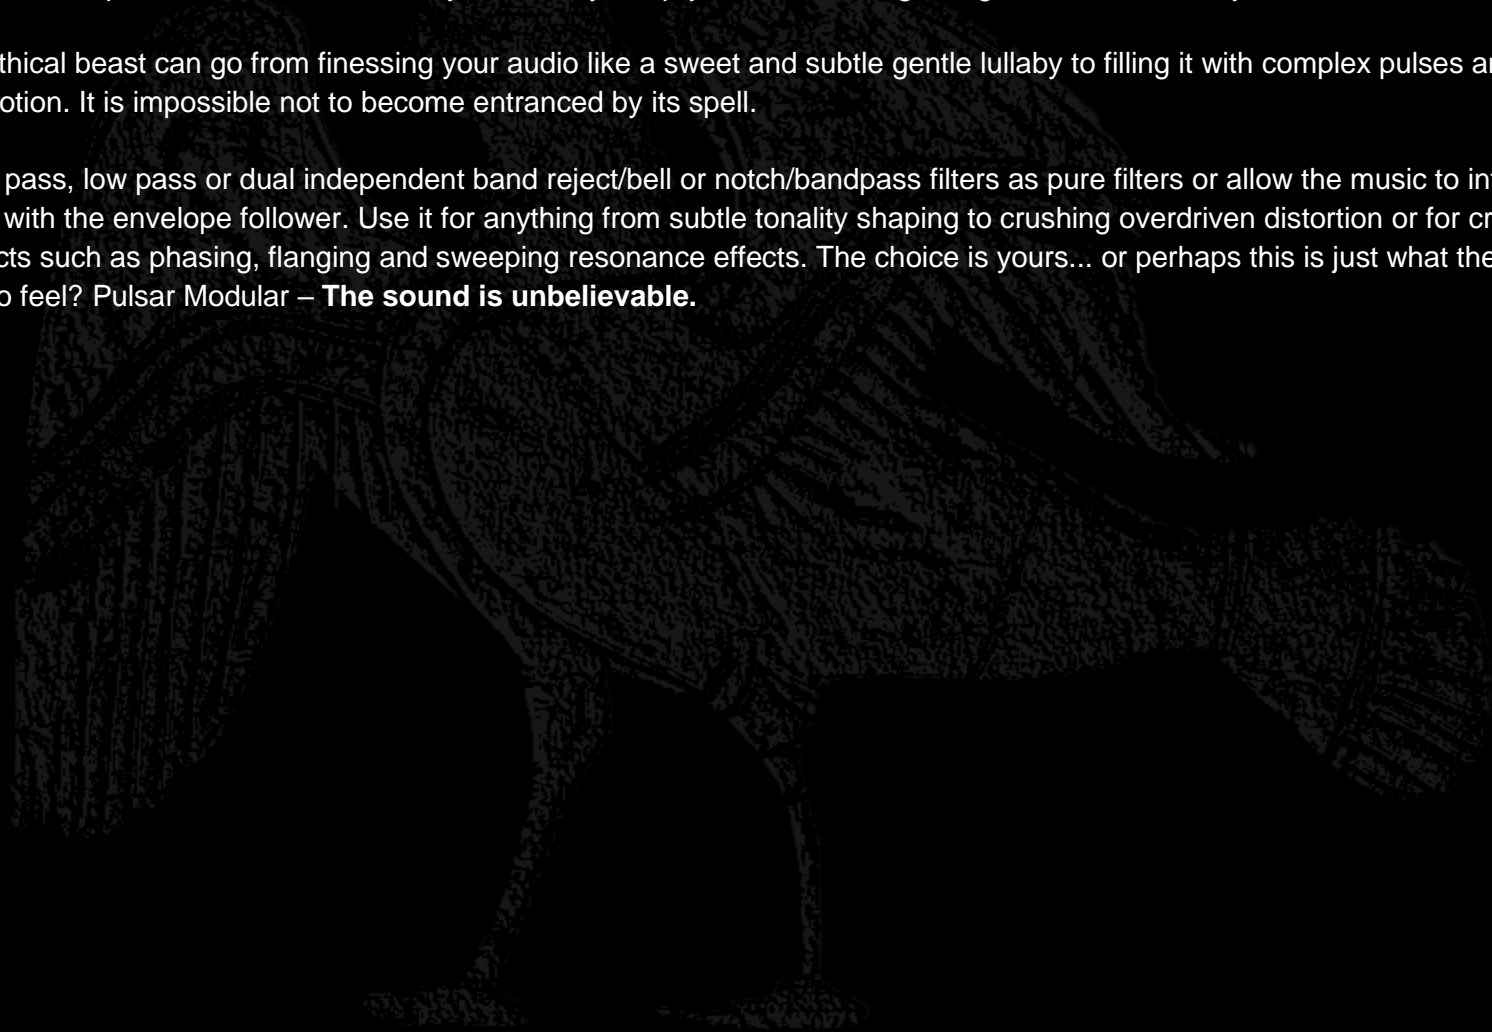 thical beast can go from finessing your audio like a sweet and subtle gentle lullaby to filling it with complex pulses
otion. It is impossible not to become entranced by its spell.
pass, low pass or dual independent band reject/bell or notch/bandpass filters as pure filters or allow the music to
with the envelope follower. Use it for anything from subtle tonality shaping to crushing overdriven distortion or for
cts such as phasing, flanging and sweeping resonance effects. The choice is yours... or perhaps this is just what the
o feel? Pulsar Modular – The sound is unbelievable.